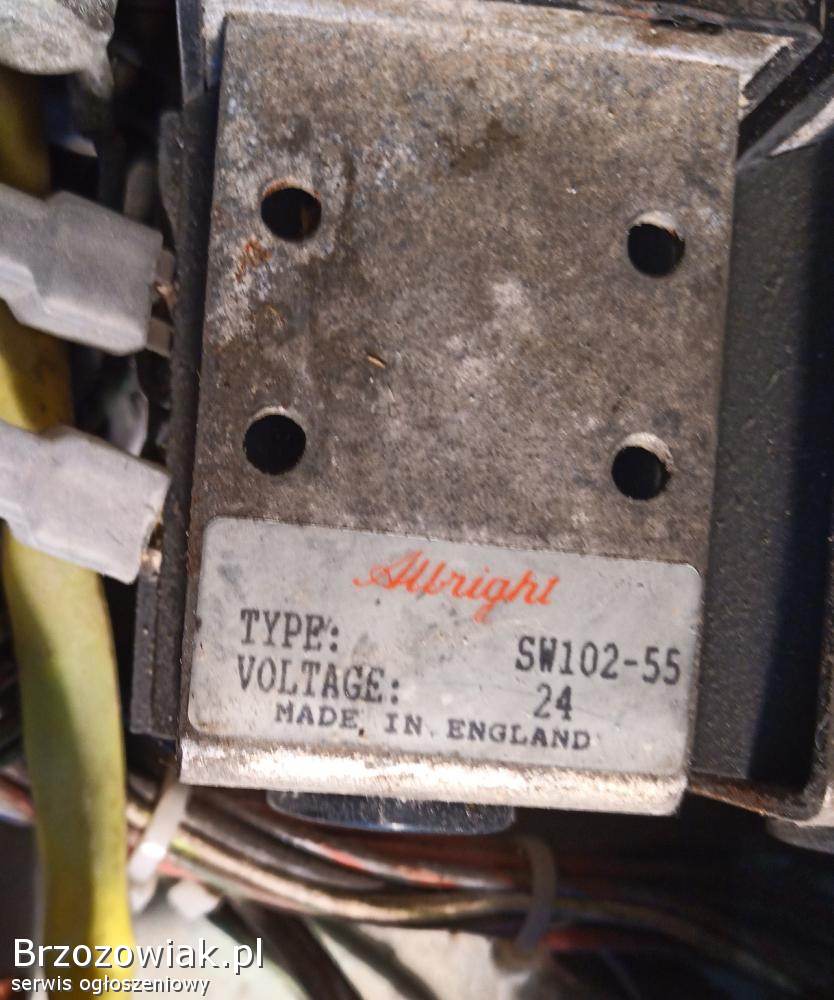 Albright
TYPE: SW102-55
VOLTAGE: 24
MADE IN ENGLAND
Brzozowiak.pl
serwis ogłoszeniowy